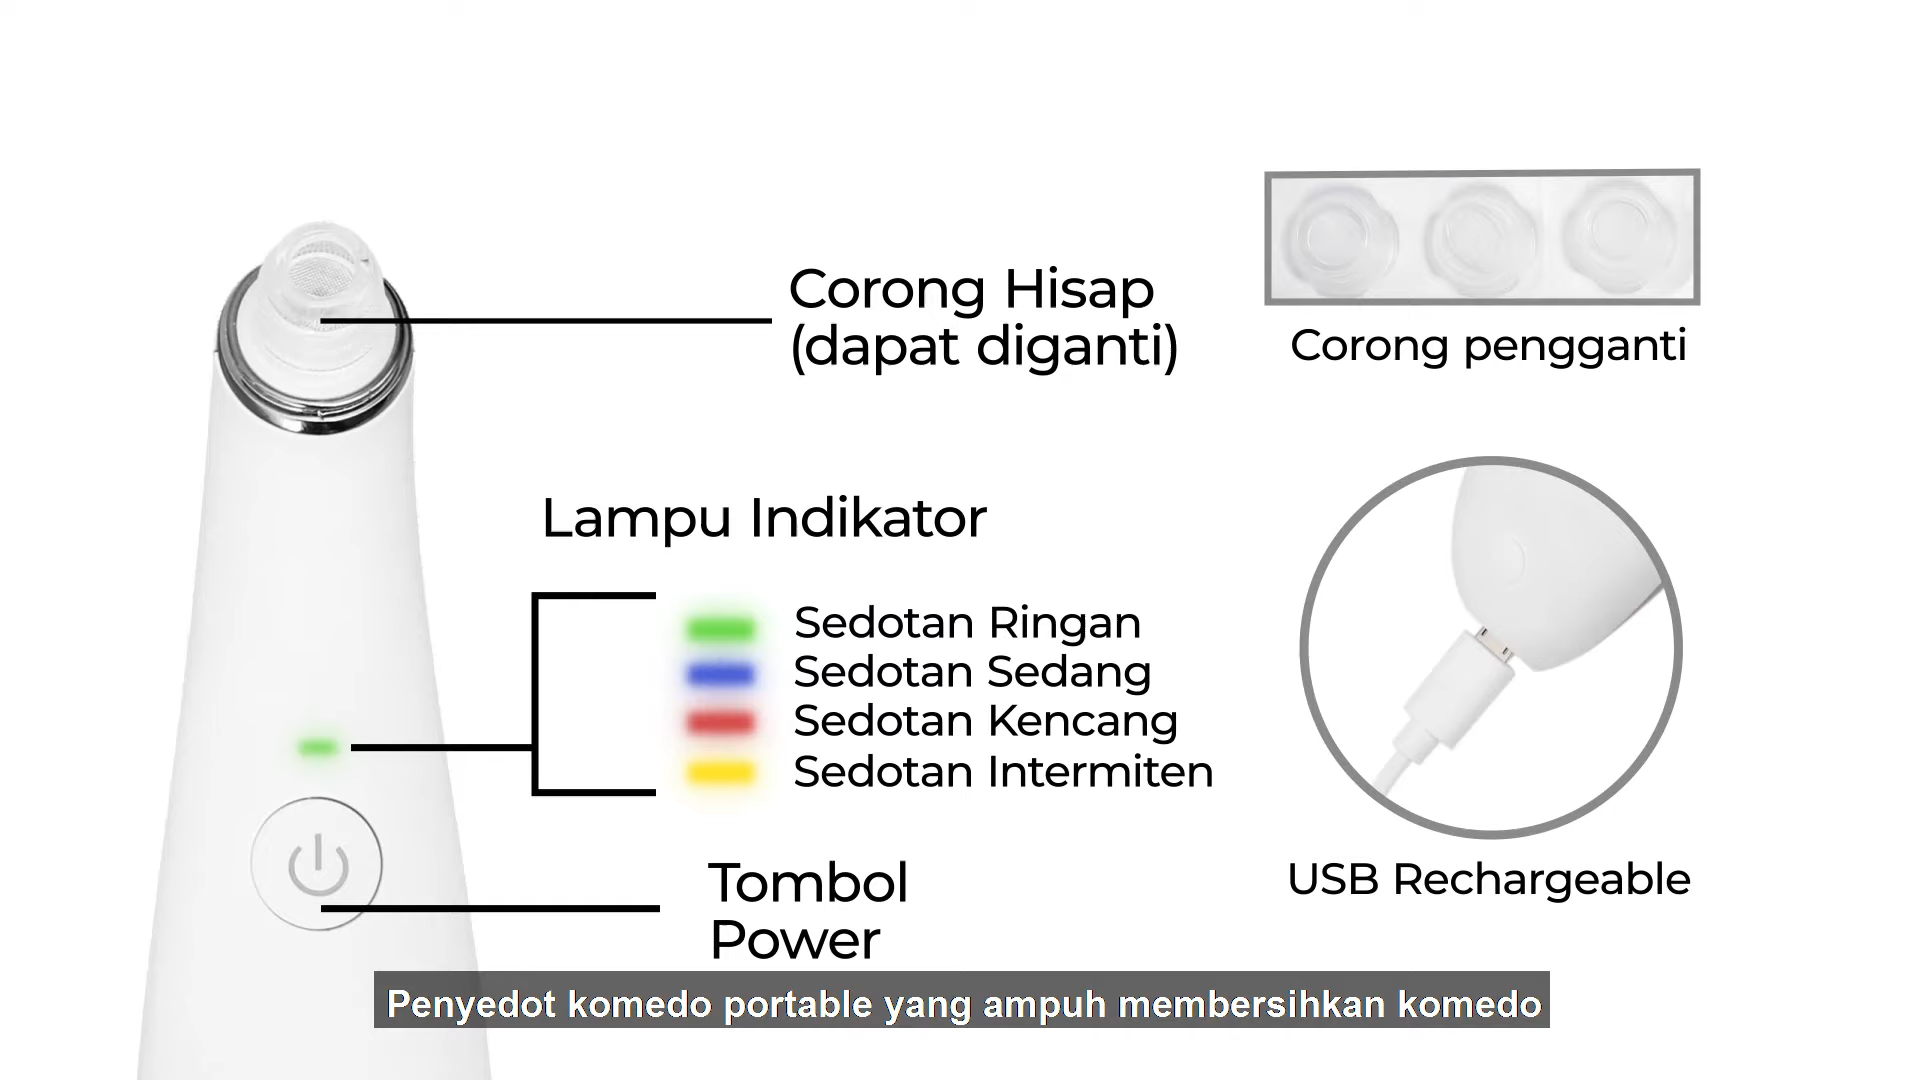 Corong Hisap
(dapat diganti)
Corong pengganti
Lampu Indikator
Sedotan Ringan
Sedotan Sedang
Sedotan Kencang
Sedotan Intermiten
Tombol
Power
USB Rechargeable
Penyedot komedo portable yang ampuh membersihkan komedo